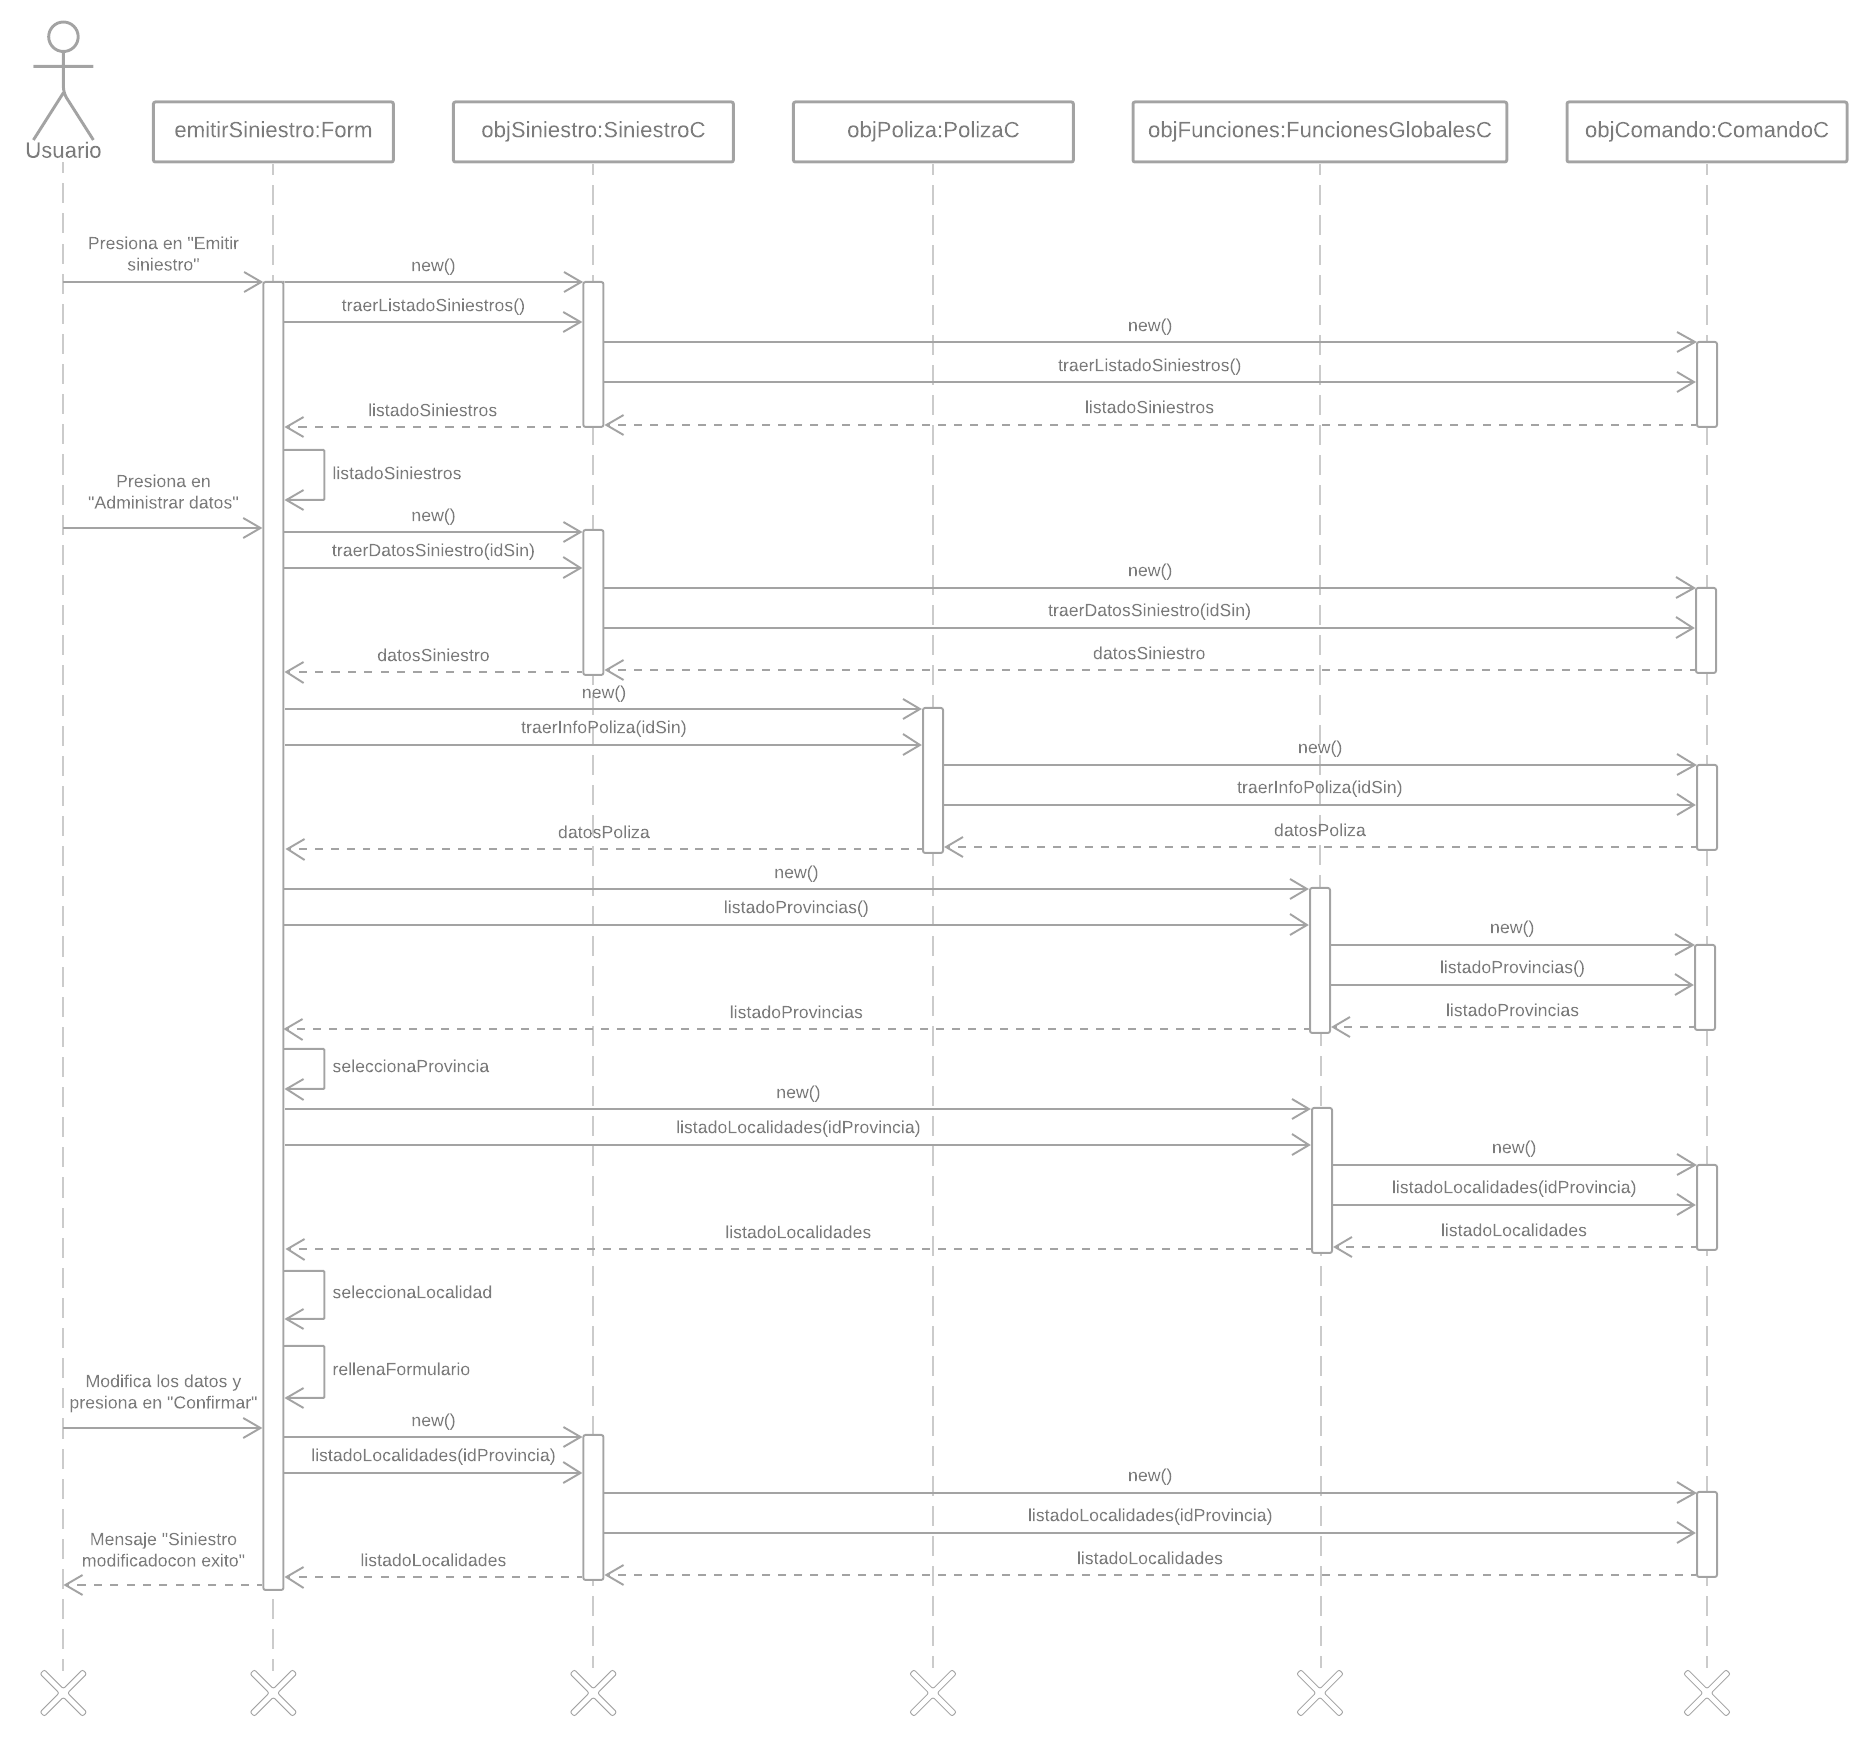 Usuario
emitirSiniestro:Form
objSiniestro:SiniestroC
objPoliza:PolizaC
objFunciones:FuncionesGlobalesC
objComando:ComandoC
Presiona en "Emitir
siniestro"
new()
traerListadoSiniestros()
new()
traerListadoSiniestros()
listadoSiniestros
listadoSiniestros
listadoSiniestros
Presiona en
"Administrar datos"
new()
traerDatosSiniestro(idSin)
new()
traerDatosSiniestro(idSin)
datosSiniestro
datosSiniestro
new()
traerInfoPoliza(idSin)
new()
traerInfoPoliza(idSin)
datosPoliza
datosPoliza
new()
listadoProvincias()
new()
listadoProvincias()
listadoProvincias
listadoProvincias
seleccionaProvincia
new()
listadoLocalidades(idProvincia)
new()
listadoLocalidades(idProvincia)
listadoLocalidades
listadoLocalidades
seleccionaLocalidad
rellenaFormulario
Modifica los datos y
presiona en "Confirmar"
new()
listadoLocalidades(idProvincia)
new()
listadoLocalidades(idProvincia)
listadoLocalidades
listadoLocalidades
Mensaje "Siniestro
modificadocon exito"